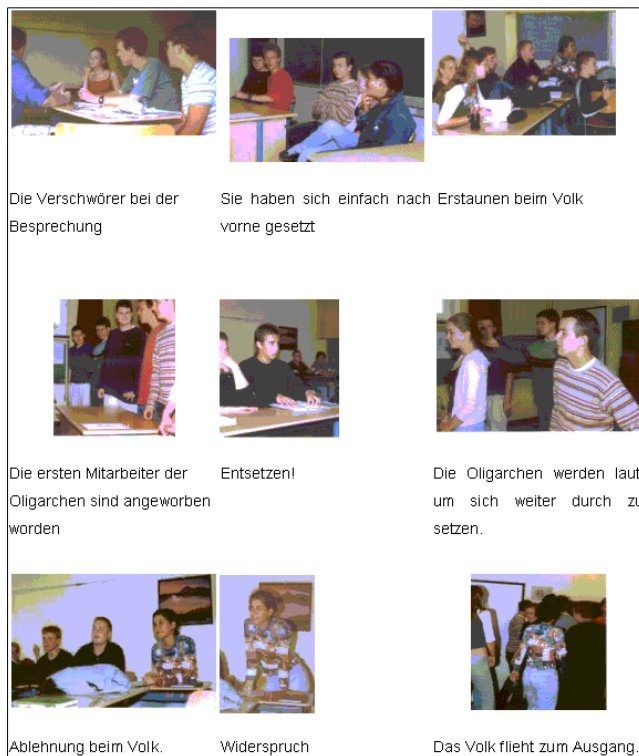 Die Verschwörer bei der
Besprechung
Sie haben sich einfach nach
vorne gesetzt
Erstaunen beim Volk
Die ersten Mitarbeiter der
Oligarchen sind angeworben
worden
Entsetzen!
Die Oligarchen werden laut
um sich weiter durch zu
setzen.
Ablehnung beim Volk.
Widerspruch
Das Volk flieht zum Ausgang.